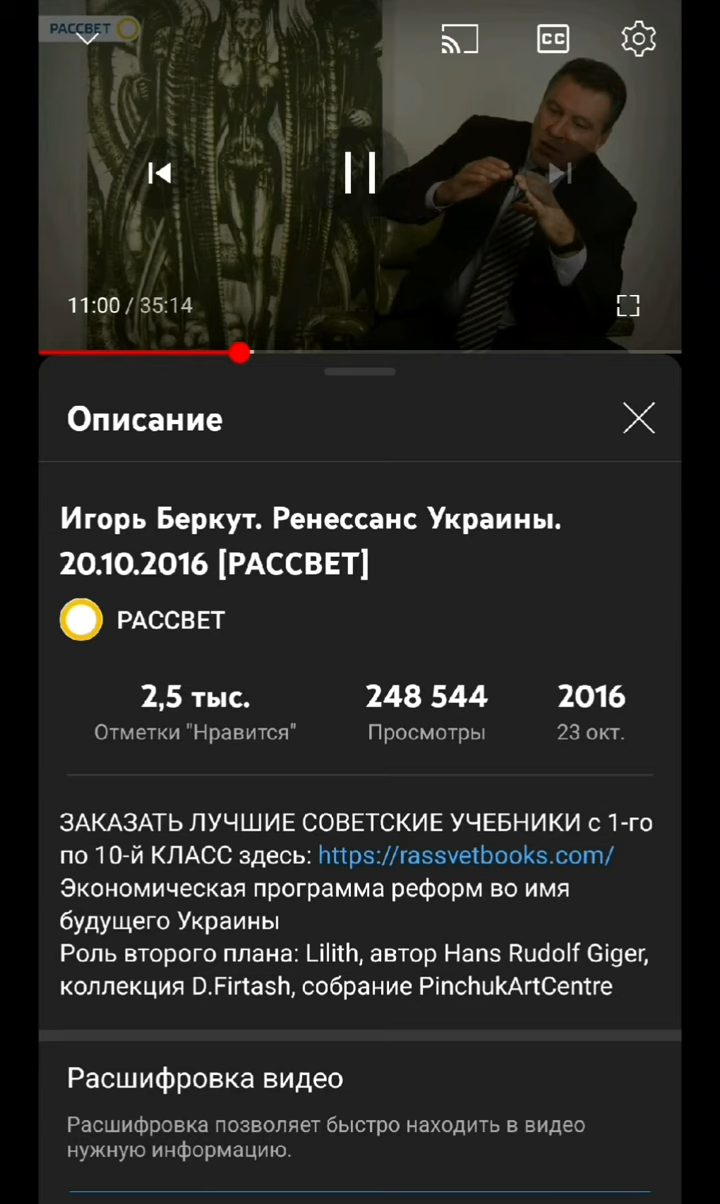 РАССВЕТ
CC
11:00 / 35:14
Описание
Игорь Беркут. Ренессанс Украины.
20.10.2016 [РАССВЕТ]
РАССВЕТ
2,5 тыс. 248 544 2016
Отметки "Нравится" Просмотры 23 окт.
ЗАКАЗАТЬ ЛУЧШИЕ СОВЕТСКИЕ УЧЕБНИКИ с 1-го
по 10-й КЛАСС здесь: https://rassvetbooks.com/
Экономическая программа реформ во имя
будущего Украины
Роль второго плана: Lilith, автор Hans Rudolf Giger,
коллекция D.Firtash, собрание PinchukArtCentre
Расшифровка видео
Расшифровка позволяет быстро находить в видео
нужную информацию.